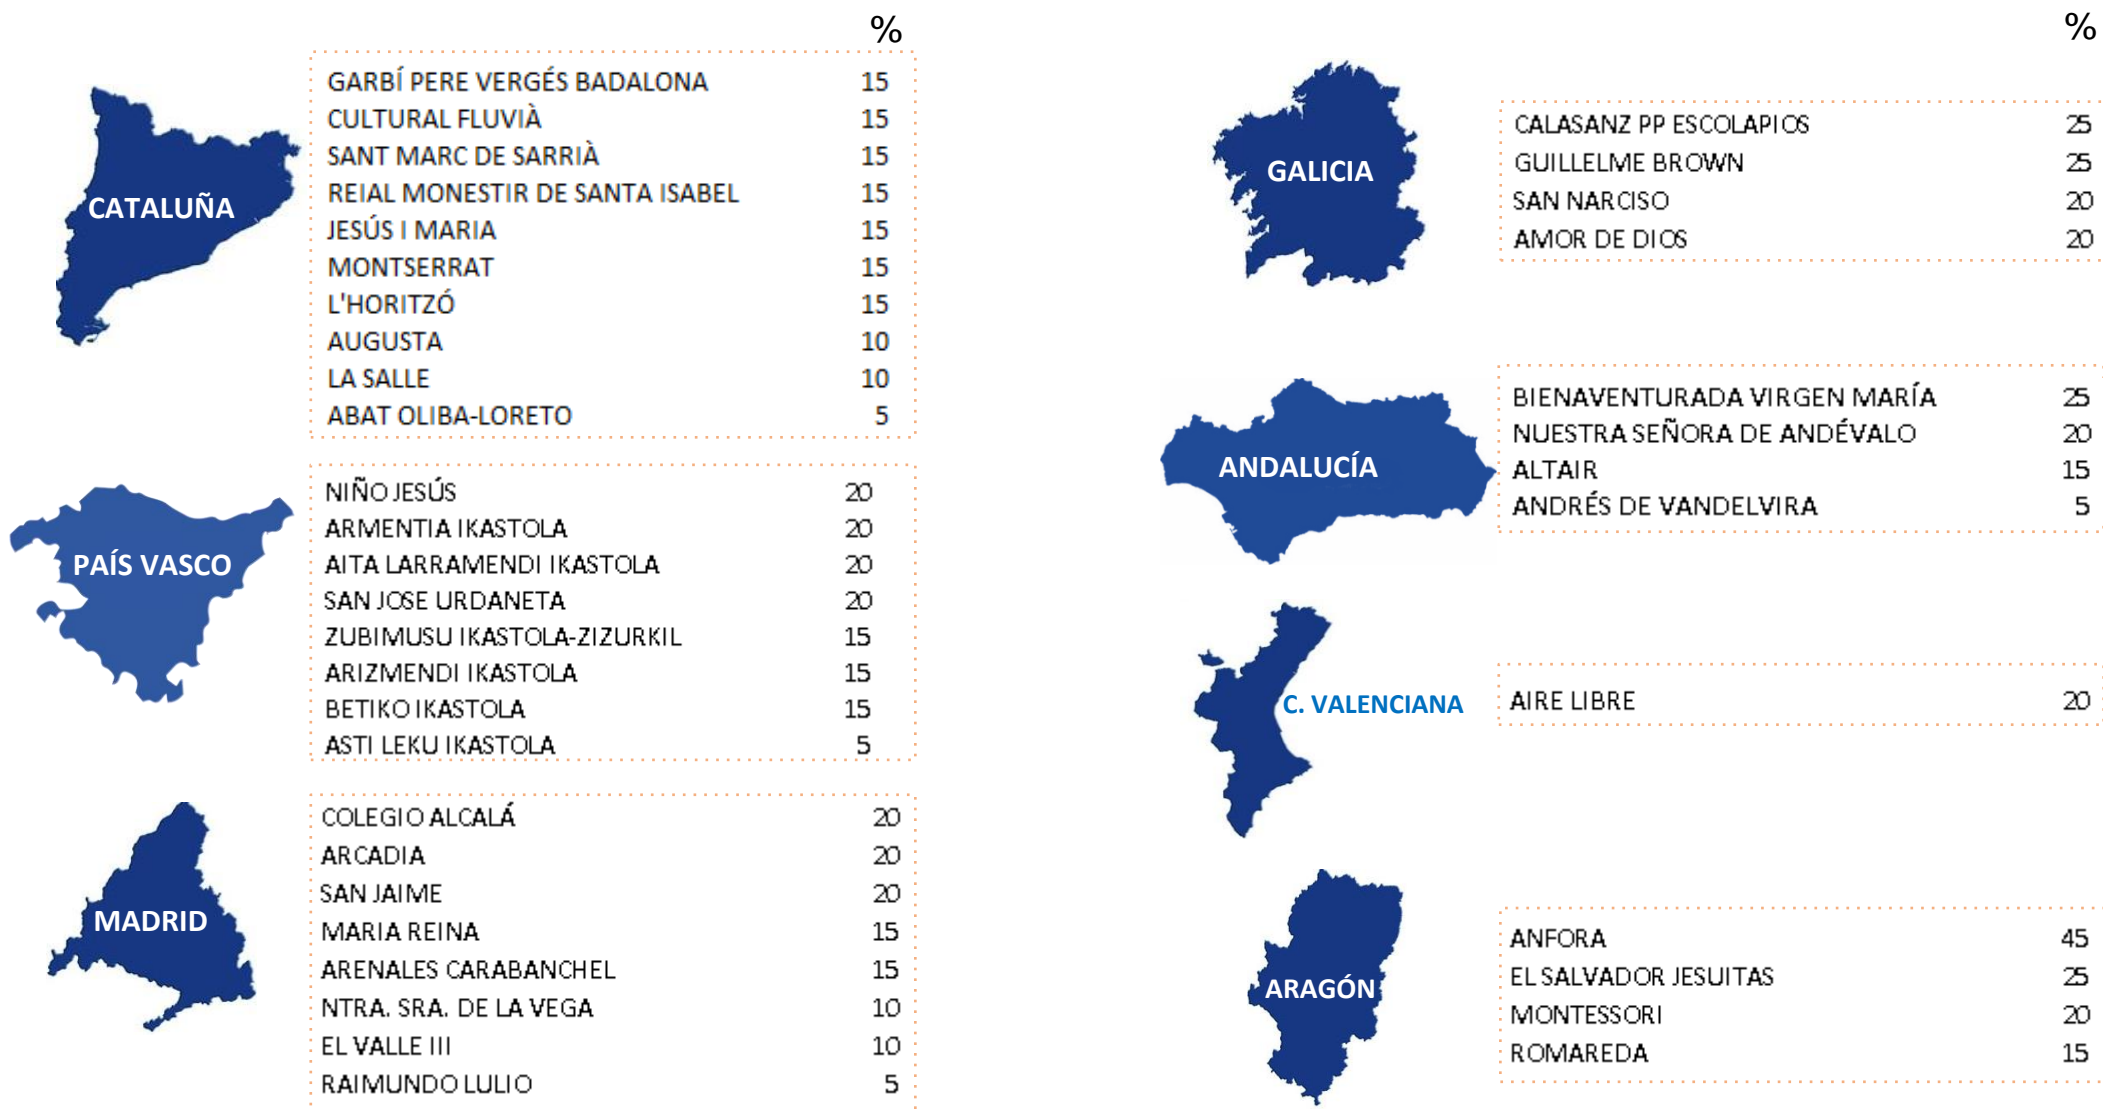 %
CATALUÑA
GARBÍ PERE VERGÉS BADALONA 15
CULTURAL FLUVIÀ 15
SANT MARC DE SARRIÀ 15
REIAL MONESTIR DE SANTA ISABEL 15
JESÚS I MARIA 15
MONTSERRAT 15
L'HORITZÓ 15
AUGUSTA 10
LA SALLE 10
ABAT OLIBA-LORETO 5
PAÍS VASCO
NIÑO JESÚS 20
ARMENTIA IKASTOLA 20
AITA LARRAMENDI IKASTOLA 20
SAN JOSE URDANETA 20
ZUBIMUSU IKASTOLA-ZIZURKIL 15
ARIZMENDI IKASTOLA 15
BETIKO IKASTOLA 15
ASTI LEKU IKASTOLA 5
MADRID
COLEGIO ALCALÁ 20
ARCADIA 20
SAN JAIME 20
MARIA REINA 15
ARENALES CARABANCHEL 15
NTRA. SRA. DE LA VEGA 10
EL VALLE III 10
RAIMUNDO LULIO 5
%
GALICIA
CALASANZ PP ESCOLAPIOS 25
GUILLELME BROWN 25
SAN NARCISO 20
AMOR DE DIOS 20
ANDALUCÍA
BIENAVENTURADA VIRGEN MARÍA 25
NUESTRA SEÑORA DE ANDÉVALO 20
ALTAIR 15
ANDRÉS DE VANDELVIRA 5
C. VALENCIANA
AIRE LIBRE 20
ARAGÓN
ANFORA 45
EL SALVADOR JESUITAS 25
MONTESSORI 20
ROMAREDA 15